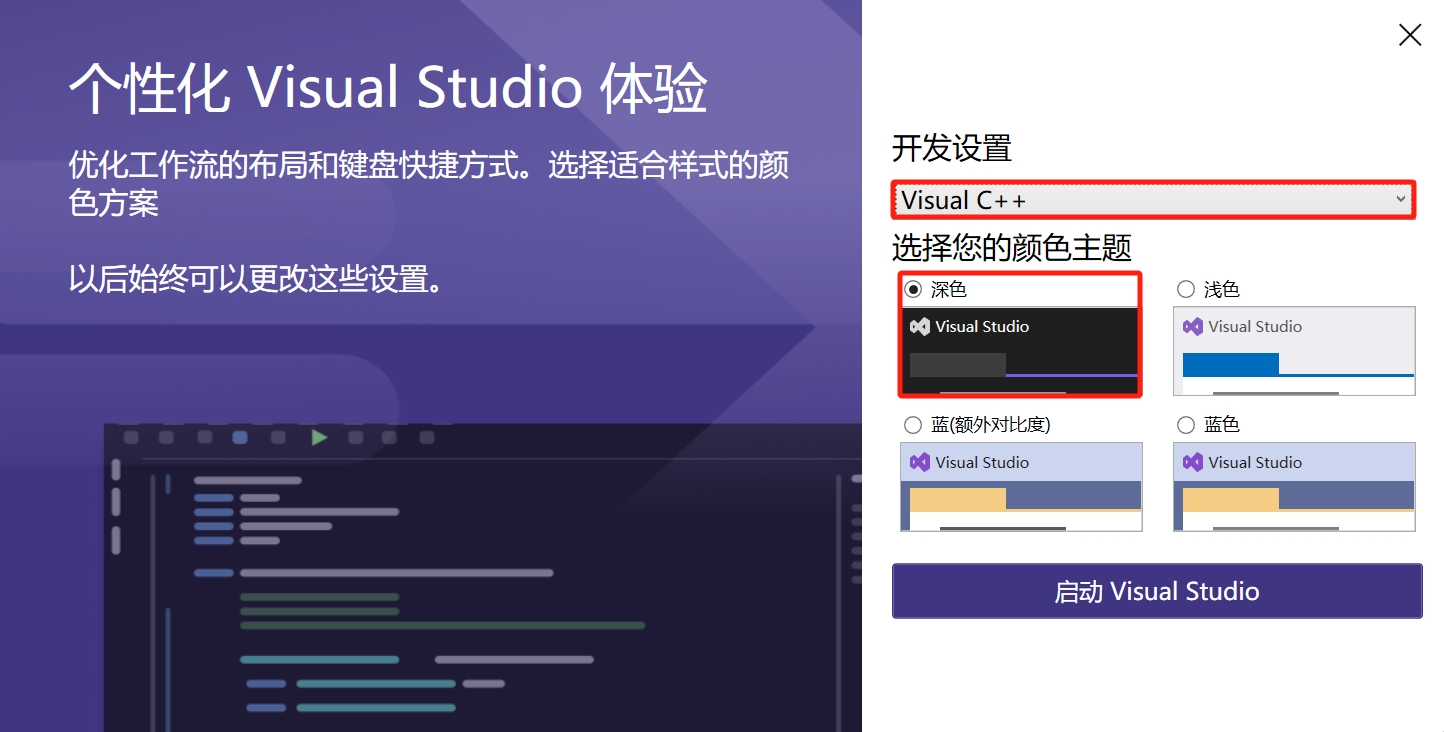 个性化 Visual Studio 体验
优化工作流的布局和键盘快捷方式。选择适合样式的颜
色方案
以后始终可以更改这些设置。
开发设置
Visual C++
选择您的颜色主题
深色
浅色
Visual Studio
Visual Studio
蓝(额外对比度)
蓝色
Visual Studio
Visual Studio
启动 Visual Studio